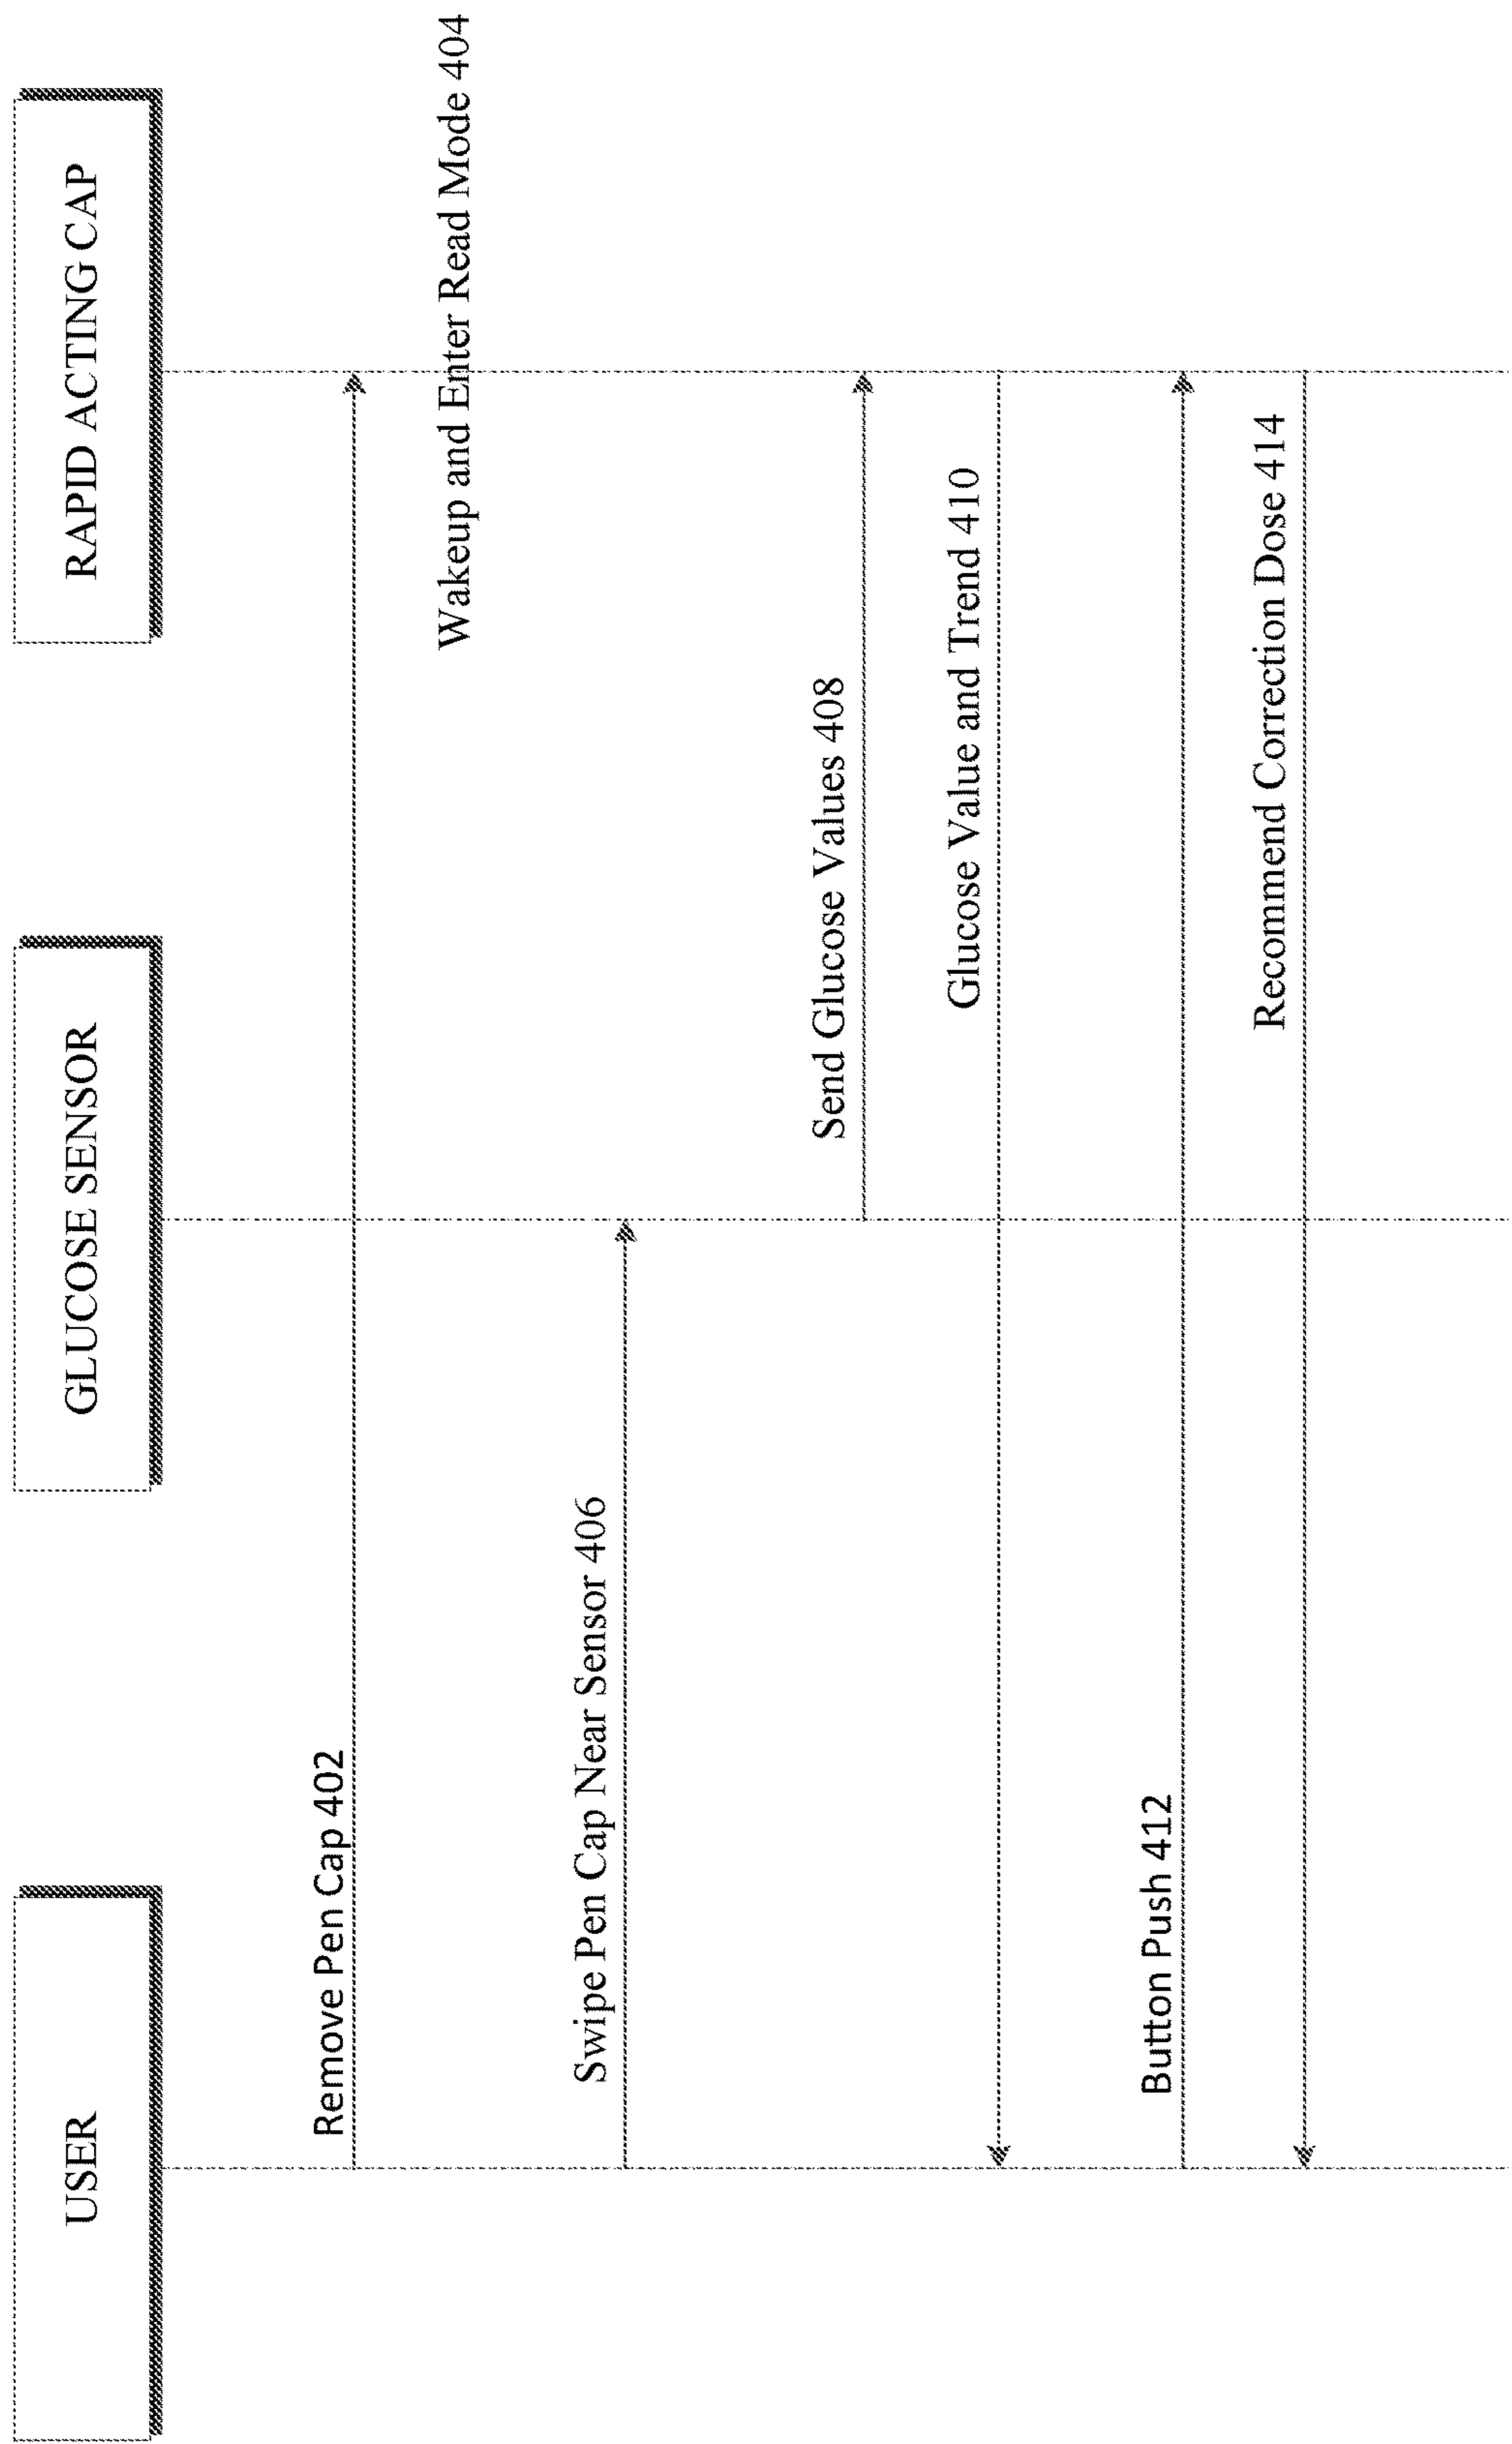 USER
GLUCOSE SENSOR
RAPID ACTING CAP
Remove Pen Cap 402
Wakeup and Enter Read Mode 404
Swipe Pen Cap Near Sensor 406
Send Glucose Values 408
Glucose Value and Trend 410
Button Push 412
Recommend Correction Dose 414